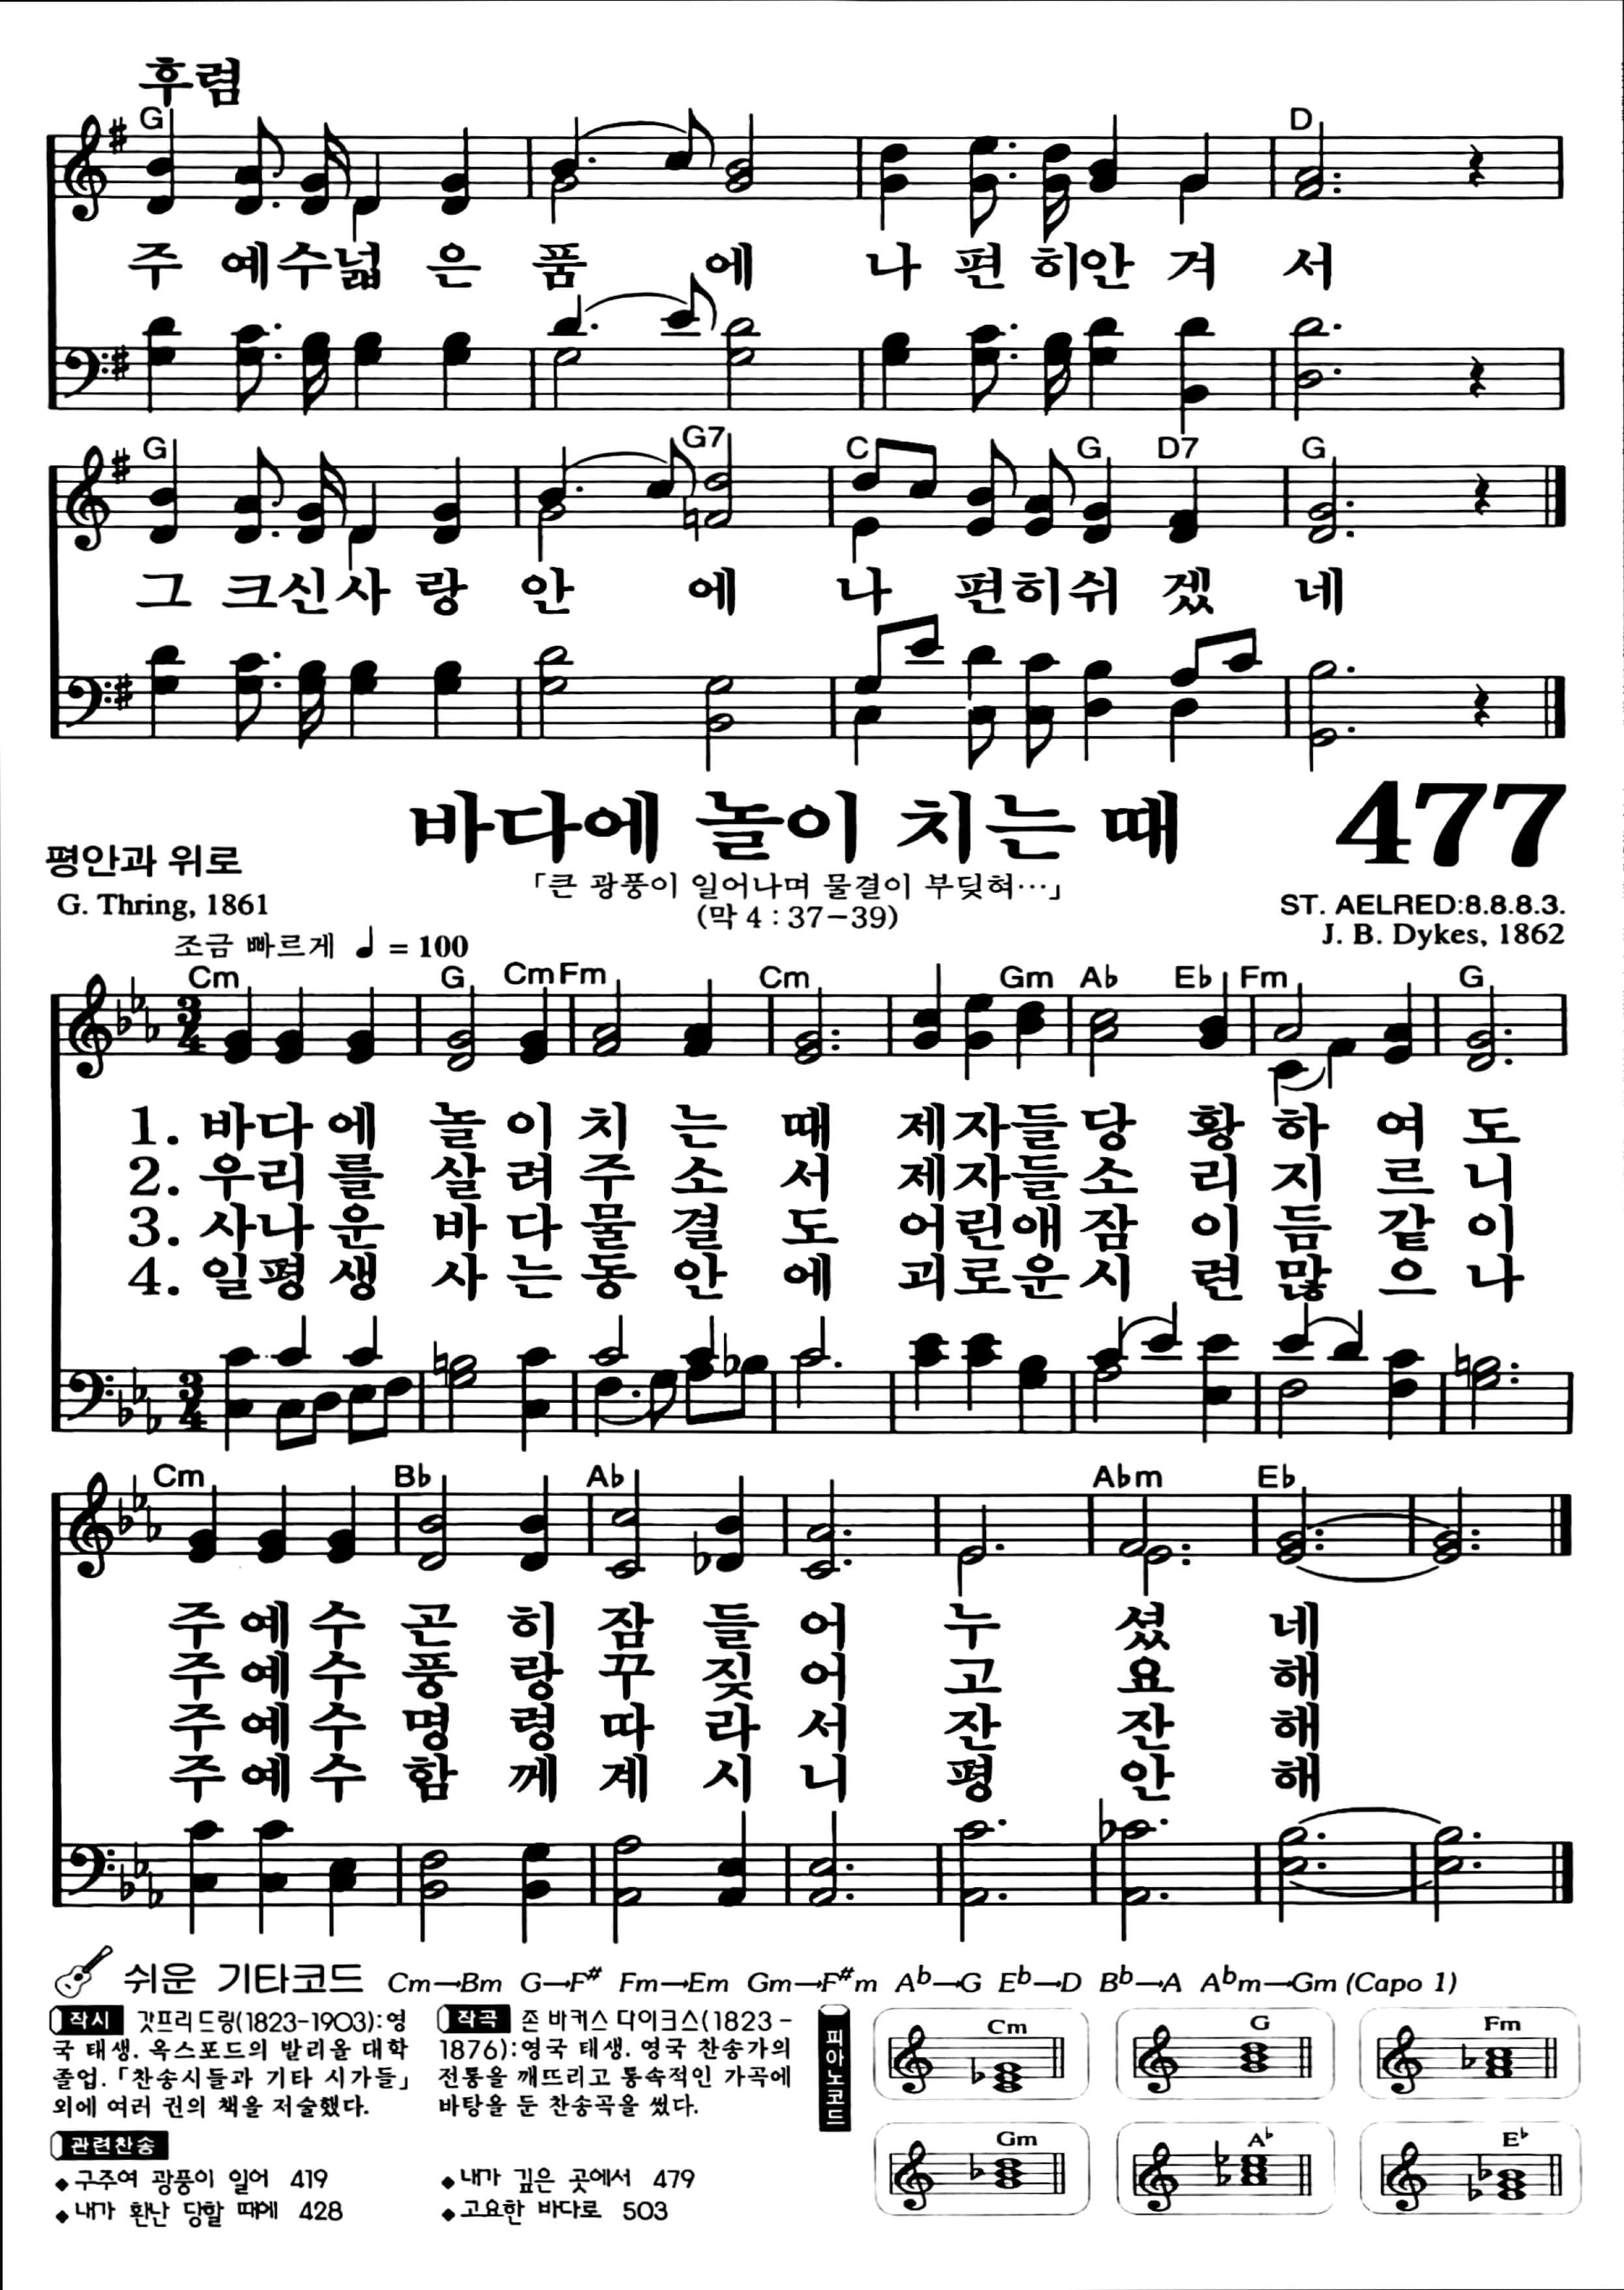 후렴
G D
주 예수넓 은 품 에 나 편 히안 겨 서
G G7 C G D7 G
그 크신사 랑 안 에 나 편히쉬 겠 네
바다에 놀이 치는 때 477
평안과 위로
「큰 광풍이 일어나며 물결이 부딪혀…」
G. Thring, 1861
(막 4 : 37-39)
ST. AELRED:8.8.8.3.
J. B. Dykes, 1862
조금 빠르게 ♩ = 100
Cm G Cm Fm Cm Gm A♭ E♭ Fm G
3/4
1. 바다 에 놀 이 치 는 때 제자들당 황 하 여 도
2. 우리 를 살 려 주 소 서 제자들소 리 지 르 니
3. 사나 운 바 다 물 결 도 어린애잠 이 듬 같 이
4. 일평 생 사 는 동 안 에 괴로운시 련 많 으 나
3/4
Cm B♭ A♭ A♭m E♭
주 예 수 곤 히 잠 들 어 누 셨 네
주 예 수 풍 랑 꾸 짖 어 고 요 해
주 예 수 명 령 따 라 서 잔 잔 해
주 예 수 함 께 계 시 니 평 안 해
쉬운 기타코드 Cm→Bm G→F# Fm→Em Gm→F#m A♭→G E♭→D B♭→A A♭m→Gm (Capo 1)
작시 갓프리 드링(1823-1903):영
국 태생. 옥스포드의 발리올 대학
졸업.「찬송시들과 기타 시가들」
외에 여러 권의 책을 저술했다.
작곡 존 바커스 다이크스(1823-
1876):영국 태생. 영국 찬송가의
전통을 깨뜨리고 통속적인 가곡에
바탕을 둔 찬송곡을 썼다.
피아노코드
Cm G Fm
Gm A♭ E♭
관련찬송
◆구주여 광풍이 일어 419
◆내가 환난 당할 때에 428
◆내가 깊은 곳에서 479
◆고요한 바다로 503